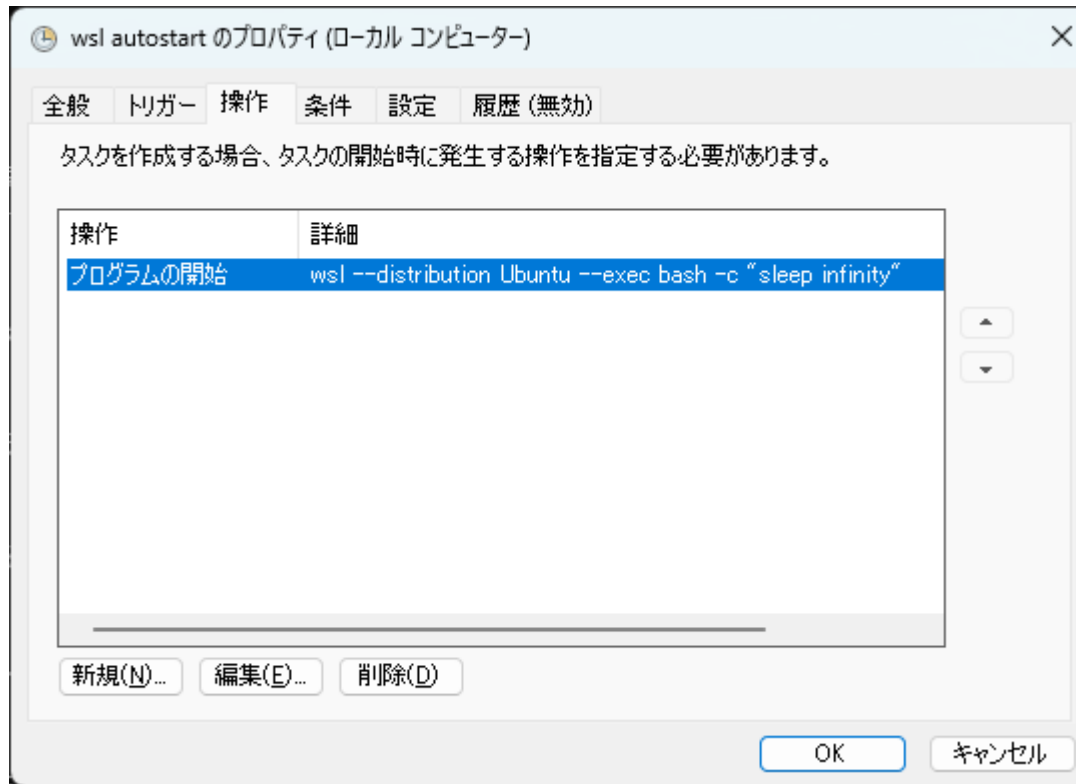 wsl autostart のプロパティ (ローカル コンピューター)
全般 トリガー 操作 条件 設定 履歴 (無効)
タスクを作成する場合、タスクの開始時に発生する操作を指定する必要があります。
操作 詳細
プログラムの開始 wsl --distribution Ubuntu --exec bash -c "sleep infinity"
新規(N)... 編集(E)... 削除(D)
OK キャンセル